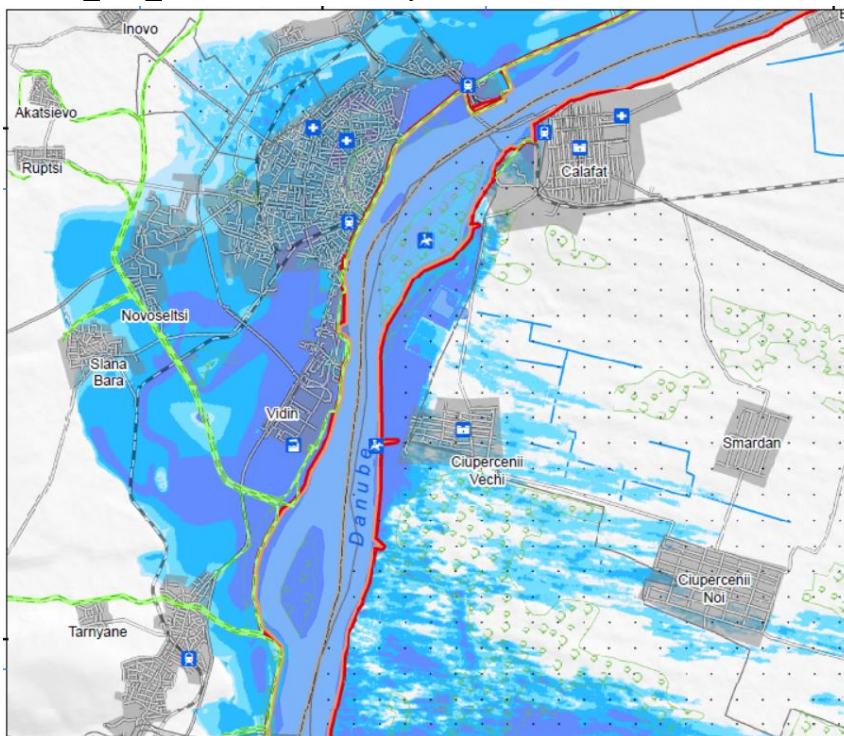 Inovo
Akatsievo
Ruptsi
Calafat
Novoseltsi
Slana
Bara
Vidin
Danube
Ciupercenii
Vechi
Smardan
Ciupercenii
Noi
Tarnyane